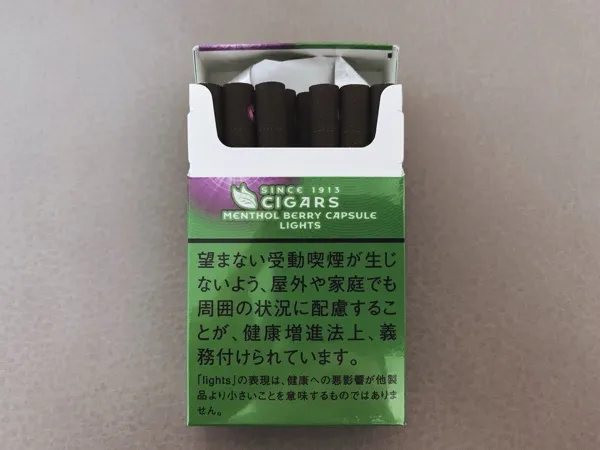 SINCE 1913
CIGARS
MENTHOL BERRY CAPSULE
LIGHTS
望まない受動喫煙が生じ
ないよう、屋外や家庭でも
周囲の状況に配慮するこ
とが、健康増進法上、義
務付けられています。
「lights」の表現は、健康への悪影響が他製
品より小さいことを意味するものではありま
せん。